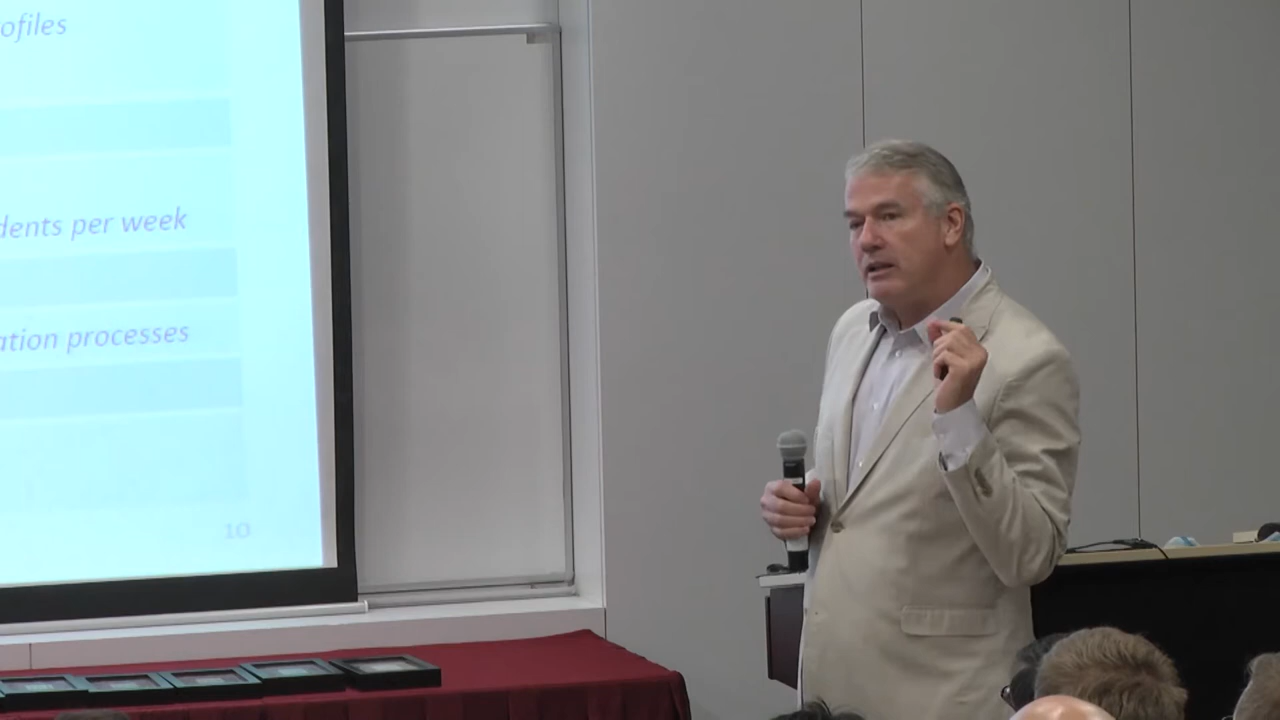 ofiles
dents per week
ation processes
10